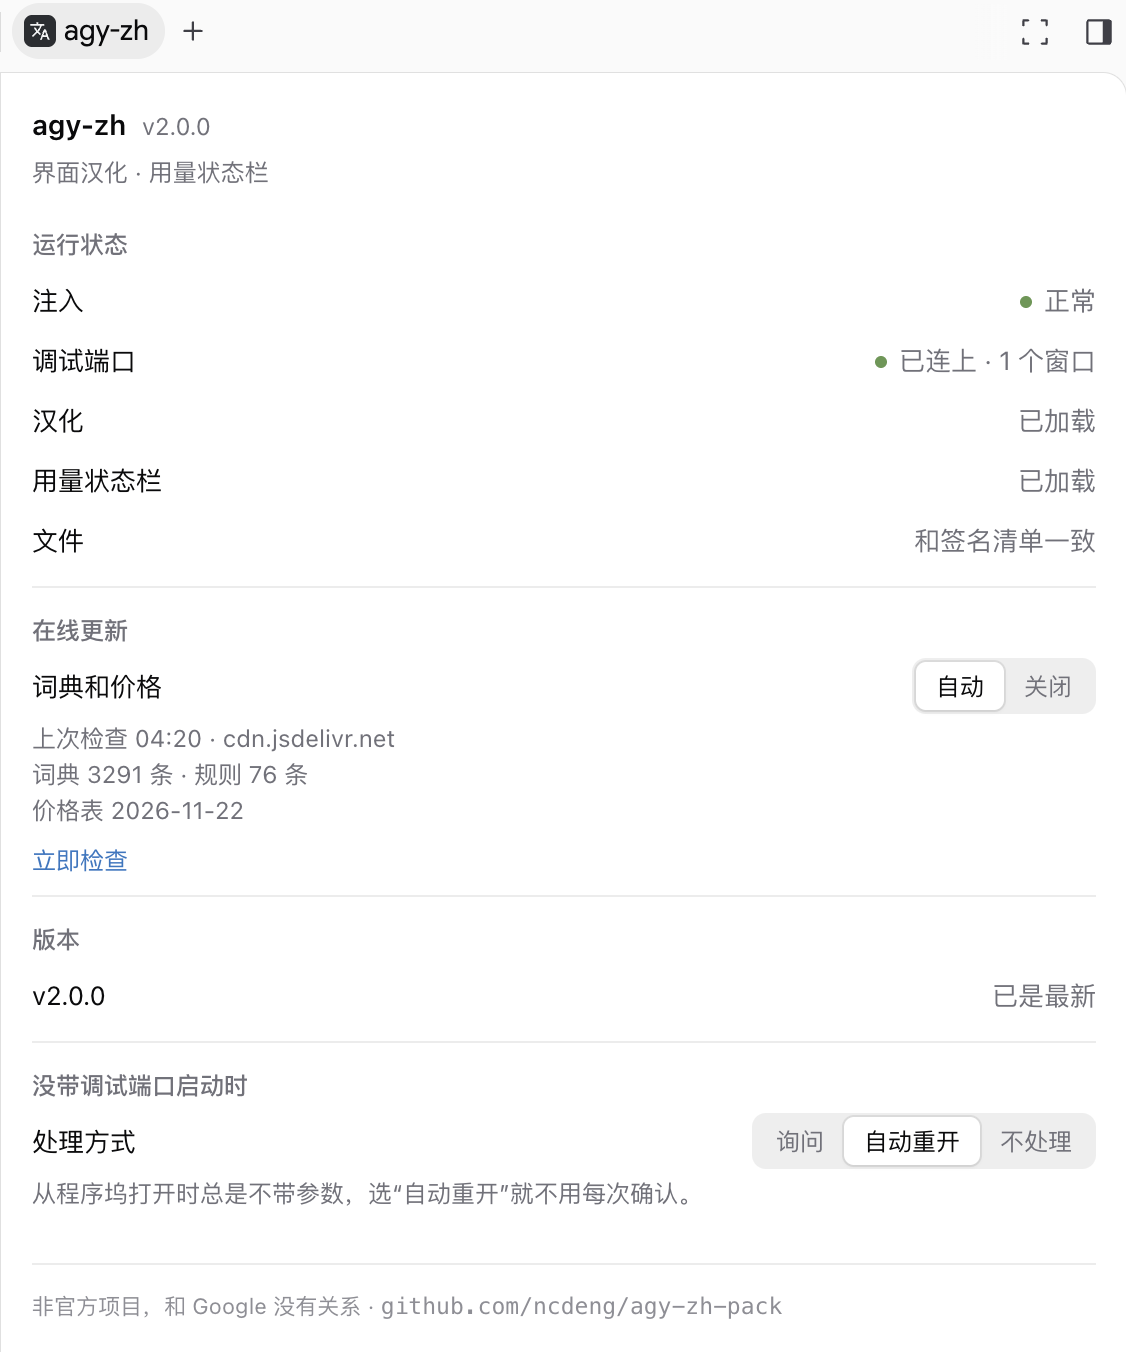 agy-zh
agy-zh v2.0.0
界面汉化 · 用量状态栏
运行状态
注入 正常
调试端口 已连上 · 1 个窗口
汉化 已加载
用量状态栏 已加载
文件 和签名清单一致
在线更新
词典和价格 自动 关闭
上次检查 04:20 · cdn.jsdelivr.net
词典 3291 条 · 规则 76 条
价格表 2026-11-22
立即检查
版本
v2.0.0 已是最新
没带调试端口启动时
处理方式 询问 自动重开 不处理
从程序坞打开时总是不带参数，选“自动重开”就不用每次确认。
非官方项目，和 Google 没有关系 · github.com/ncdeng/agy-zh-pack